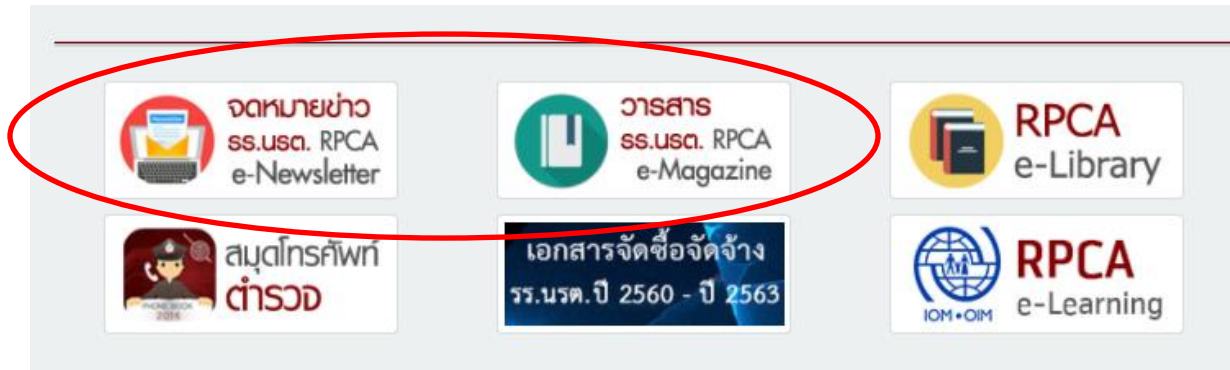 จดหมายข่าว
รร.นรต. RPCA
e-Newsletter
วารสาร
รร.นรต. RPCA
e-Magazine
RPCA
e-Library
สมุดโทรศัพท์
ตำรวจ
PHONE BOOK
2014
เอกสารจัดซื้อจัดจ้าง
รร.นรต.ปี 2560 - ปี 2563
IOM•OIM
RPCA
e-Learning